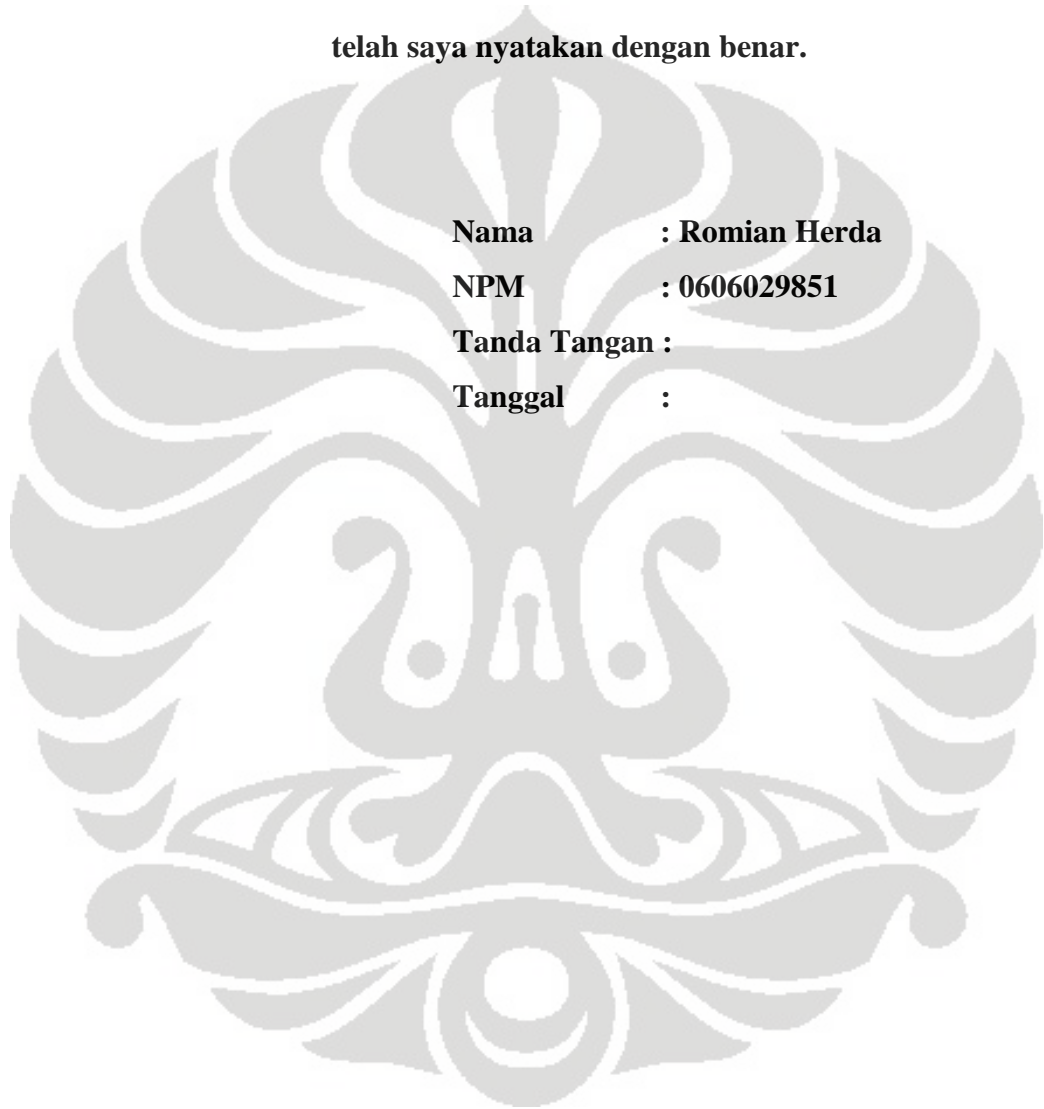 telah saya nyatakan dengan benar.
Nama : Romian Herda
NPM : 0606029851
Tanda Tangan :
Tanggal :